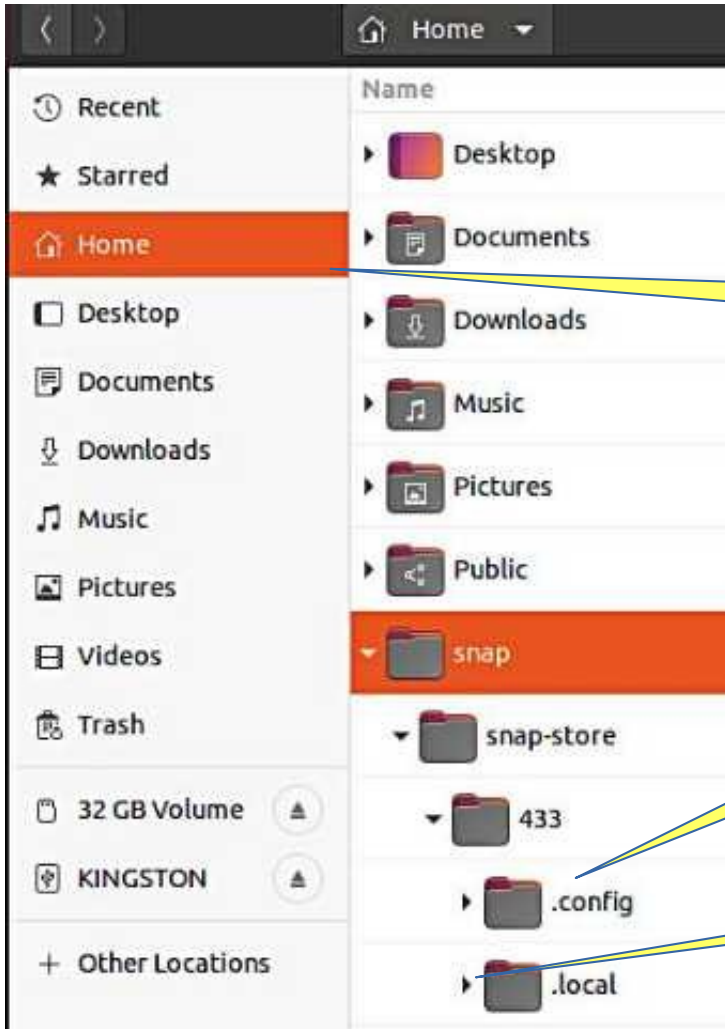 Home
Recent
Starred
Home
Desktop
Documents
Downloads
Music
Pictures
Videos
Trash
32 GB Volume
KINGSTON
+ Other Locations
Name
Desktop
Documents
Downloads
Music
Pictures
Public
snap
snap-store
433
.config
.local